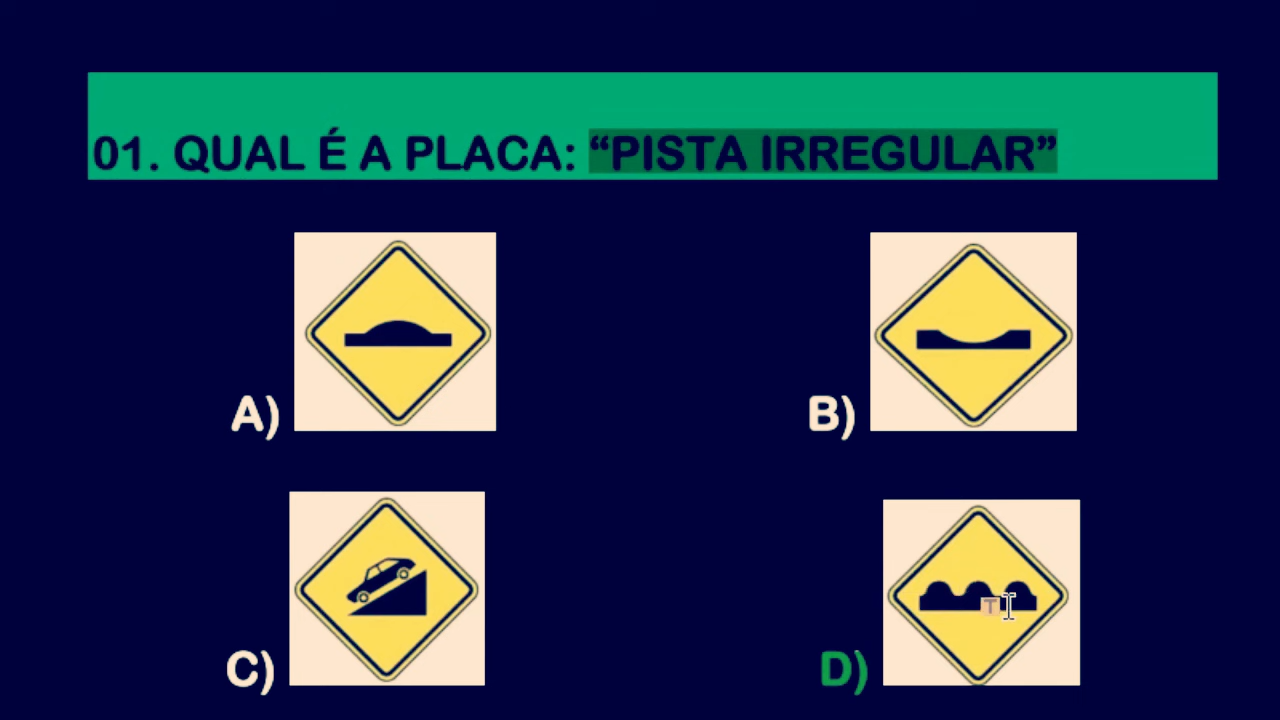 01. QUAL É A PLACA: “PISTA IRREGULAR”
A)
B)
C)
D)
T